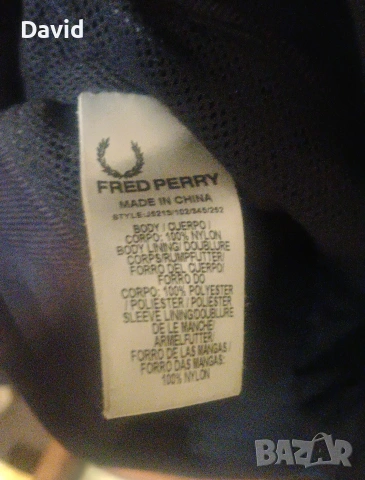 David
FRED PERRY
MADE IN CHINA
STYLE: J5215/102/545/252
BODY / CUERPO /
CORPO: 100% NYLON
BODY LINING/ DOUBLURE
CORPS/RUMPFUTTER/
FORRO DEL CUERPO/
FORRO DO
CORPO: 100% POLYESTER
/ POLIESTER / POLIESTER
SLEEVE LINING/DOUBLURE
DE LE MANCHE/
ARMELFUTTER/
FORRO DE LAS MANGAS /
FORRO DAS MANGAS:
100% NYLON
BAZAR